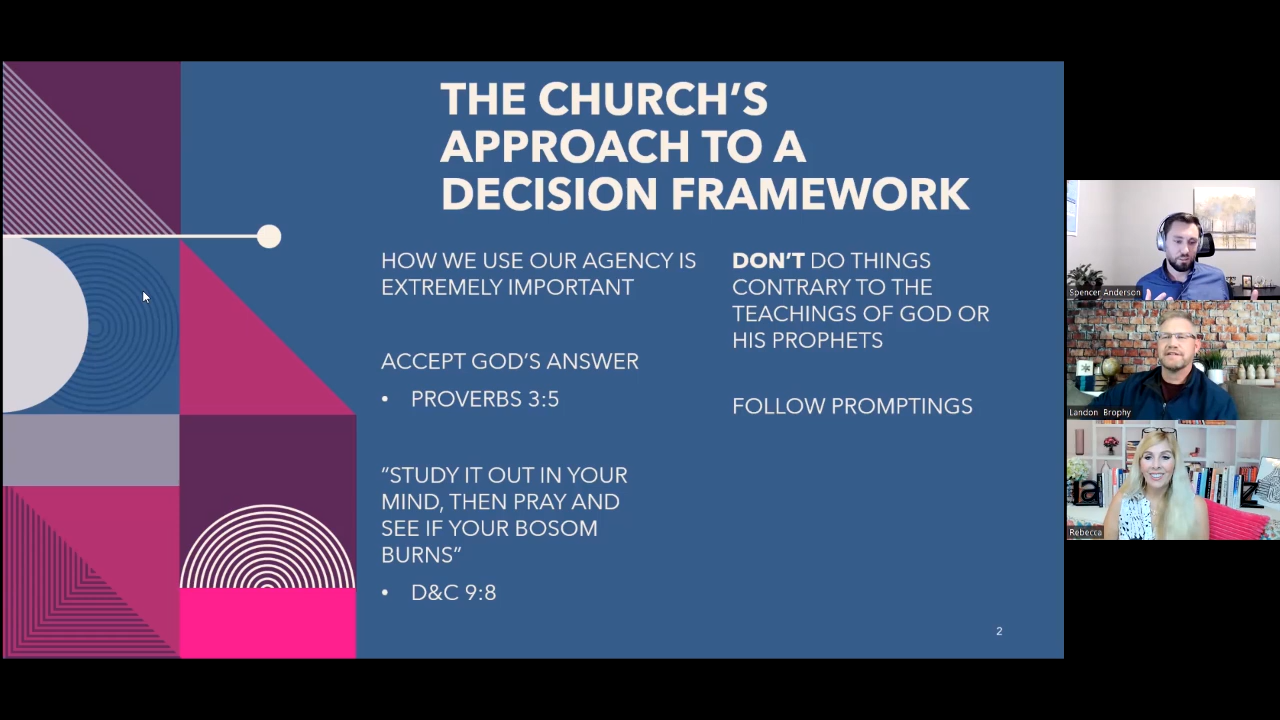 THE CHURCH'S
APPROACH TO A
DECISION FRAMEWORK
HOW WE USE OUR AGENCY IS
EXTREMELY IMPORTANT
ACCEPT GOD'S ANSWER
• PROVERBS 3:5
"STUDY IT OUT IN YOUR
MIND, THEN PRAY AND
SEE IF YOUR BOSOM
BURNS"
• D&C 9:8
DON'T DO THINGS
CONTRARY TO THE
TEACHINGS OF GOD OR
HIS PROPHETS
FOLLOW PROMPTINGS
2
Spencer Anderson
Landon Brophy
Rebecca